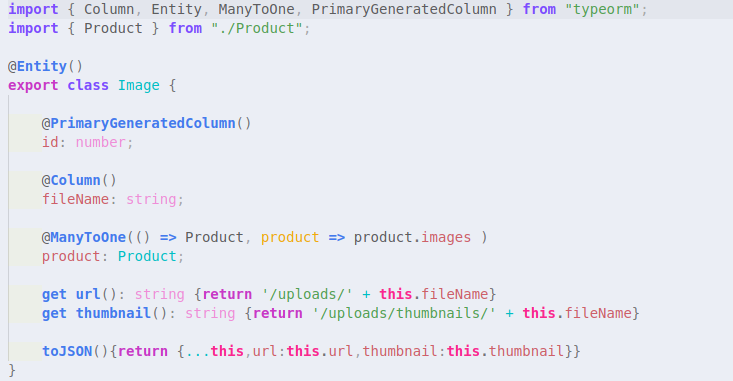 import { Column, Entity, ManyToOne, PrimaryGeneratedColumn } from "typeorm";
import { Product } from "./Product";
@Entity()
export class Image {
@PrimaryGeneratedColumn()
id: number;
@Column()
fileName: string;
@ManyToOne(() => Product, product => product.images )
product: Product;
get url(): string {return '/uploads/' + this.fileName}
get thumbnail(): string {return '/uploads/thumbnails/' + this.fileName}
toJSON(){return {...this,url:this.url,thumbnail:this.thumbnail}}
}